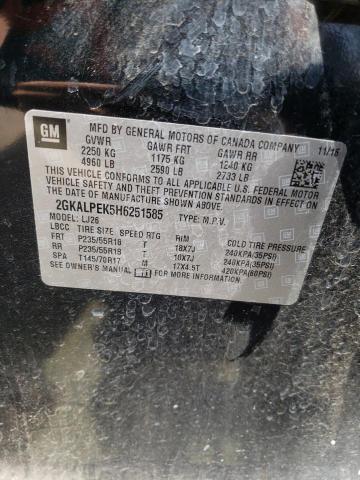 GM
MFD BY GENERAL MOTORS OF CANADA COMPANY 11/16
GVWR GAWR FRT GAWR RR
2250 KG 1175 KG 1240 KG
4960 LB 2590 LB 2733 LB
THIS VEHICLE CONFORMS TO ALL APPLICABLE U.S. FEDERAL MOTOR
VEHICLE SAFETY AND THEFT PREVENTION STANDARDS IN EFFECT
ON THE DATE OF MANUFACTURE SHOWN ABOVE.
2GKALPEK5H6251585 TYPE: M.P.V.
MODEL: LJ26
LBCC TIRE SIZE SPEED RTG RIM COLD TIRE PRESSURE
FRT P235/55R18 T 18X7J 240KPA(35PSI)
RR P235/55R18 T 18X7J 240KPA(35PSI)
SPA T145/70R17 M 17X4.5T 420KPA(60PSI)
SEE OWNER'S MANUAL